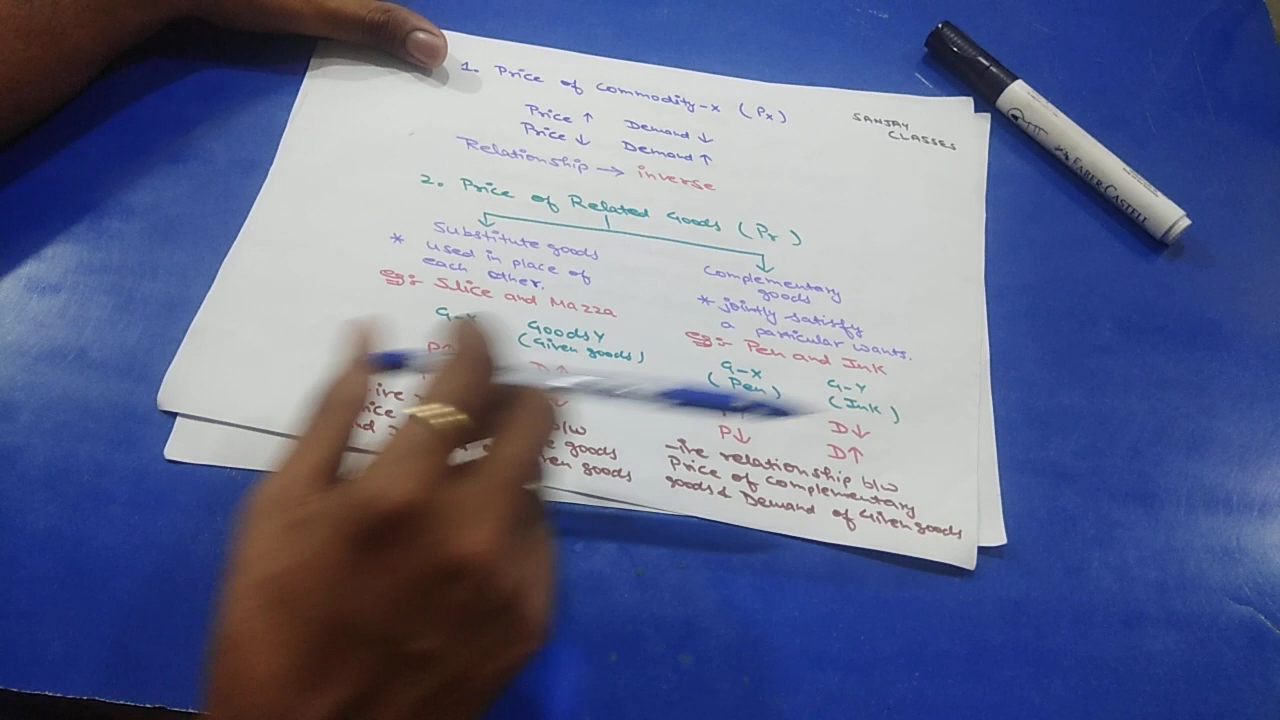 1. Price of Commodity-X (Px)
Price ↑ Demand ↓
Price ↓ Demand ↑
Relationship → inverse
SANJAY
CLASSES
2. Price of Related Goods (Pr)
Substitute goods
* used in place of
each other.
eg:- Slice and Mazza
Goods Y
(Given goods)
P↑ D↑
b/w
goods
goods
Complementary
goods
* jointly satisfy
a particular wants.
eg:- Pen and Ink
G-X G-Y
(Pen) (Ink)
D↓
P↓ D↑
-ive relationship b/w
Price of complementary
goods & Demand of Given goods
FABER-CASTELL